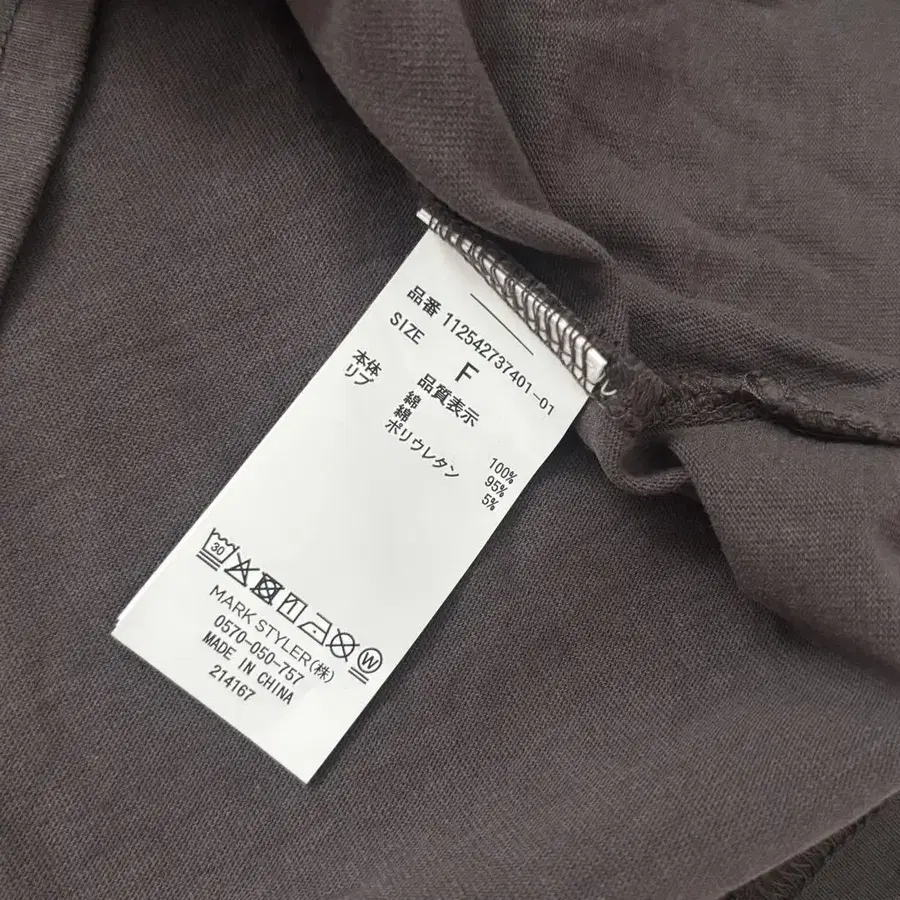 品番 112542737401-01
SIZE
F
品質表示
本体 綿 100%
リブ 綿 95%
ポリウレタン 5%
30
W
MARK STYLER(株)
0570-050-757
MADE IN CHINA
214167